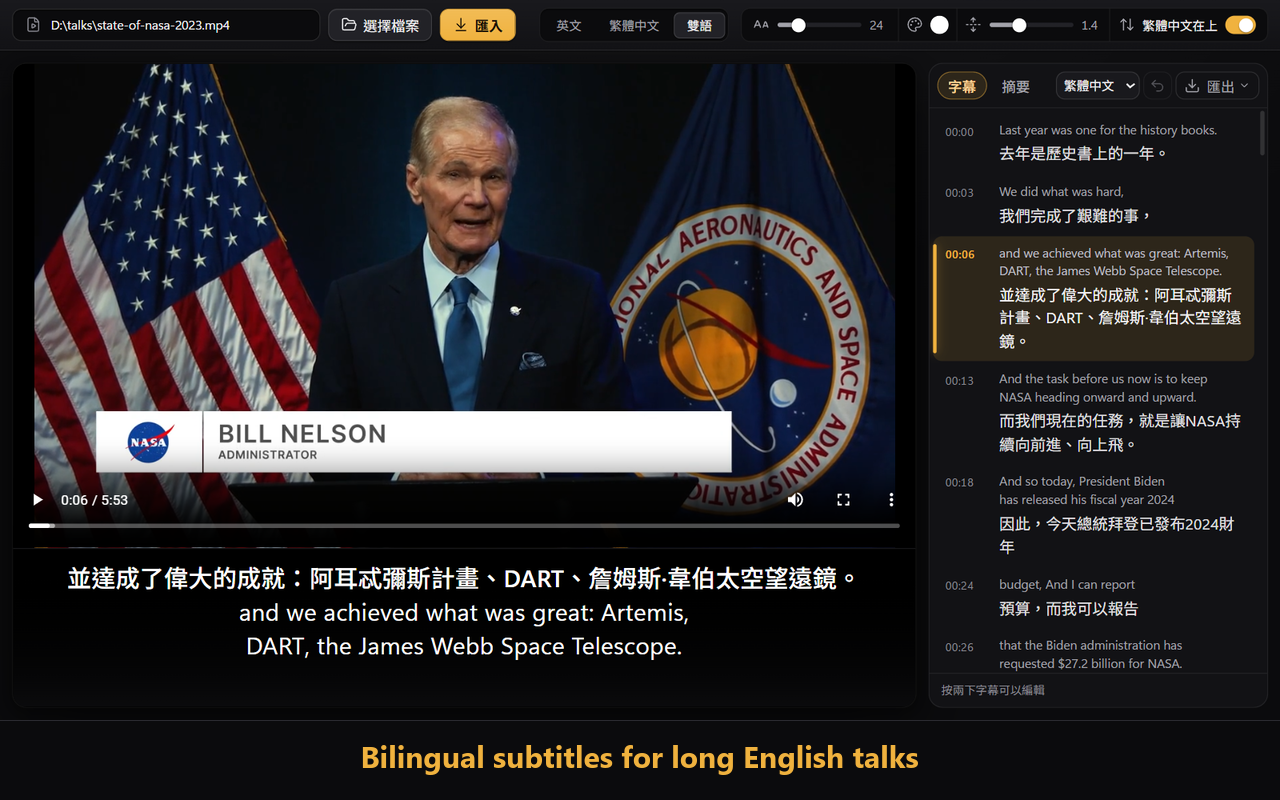 D:\talks\state-of-nasa-2023.mp4
選擇檔案
匯入
英文
繁體中文
雙語
AA
24
1.4
繁體中文在上
NATIONAL AERONAUTICS AND SPACE ADMINISTRATION
NASA
BILL NELSON
ADMINISTRATOR
0:06 / 5:53
並達成了偉大的成就：阿耳忒彌斯計畫、DART、詹姆斯·韋伯太空望遠鏡。
and we achieved what was great: Artemis,
DART, the James Webb Space Telescope.
字幕
摘要
繁體中文
匯出
00:00
Last year was one for the history books.
去年是歷史書上的一年。
00:03
We did what was hard,
我們完成了艱難的事，
00:06
and we achieved what was great: Artemis,
DART, the James Webb Space Telescope.
並達成了偉大的成就：阿耳忒彌斯
計畫、DART、詹姆斯·韋伯太空望遠
鏡。
00:13
And the task before us now is to keep
NASA heading onward and upward.
而我們現在的任務，就是讓NASA持
續向前進、向上飛。
00:18
And so today, President Biden
has released his fiscal year 2024
因此，今天總統拜登已發布2024財
年
00:24
budget, And I can report
預算，而我可以報告
00:26
that the Biden administration has
requested $27.2 billion for NASA.
按兩下字幕可以編輯
Bilingual subtitles for long English talks